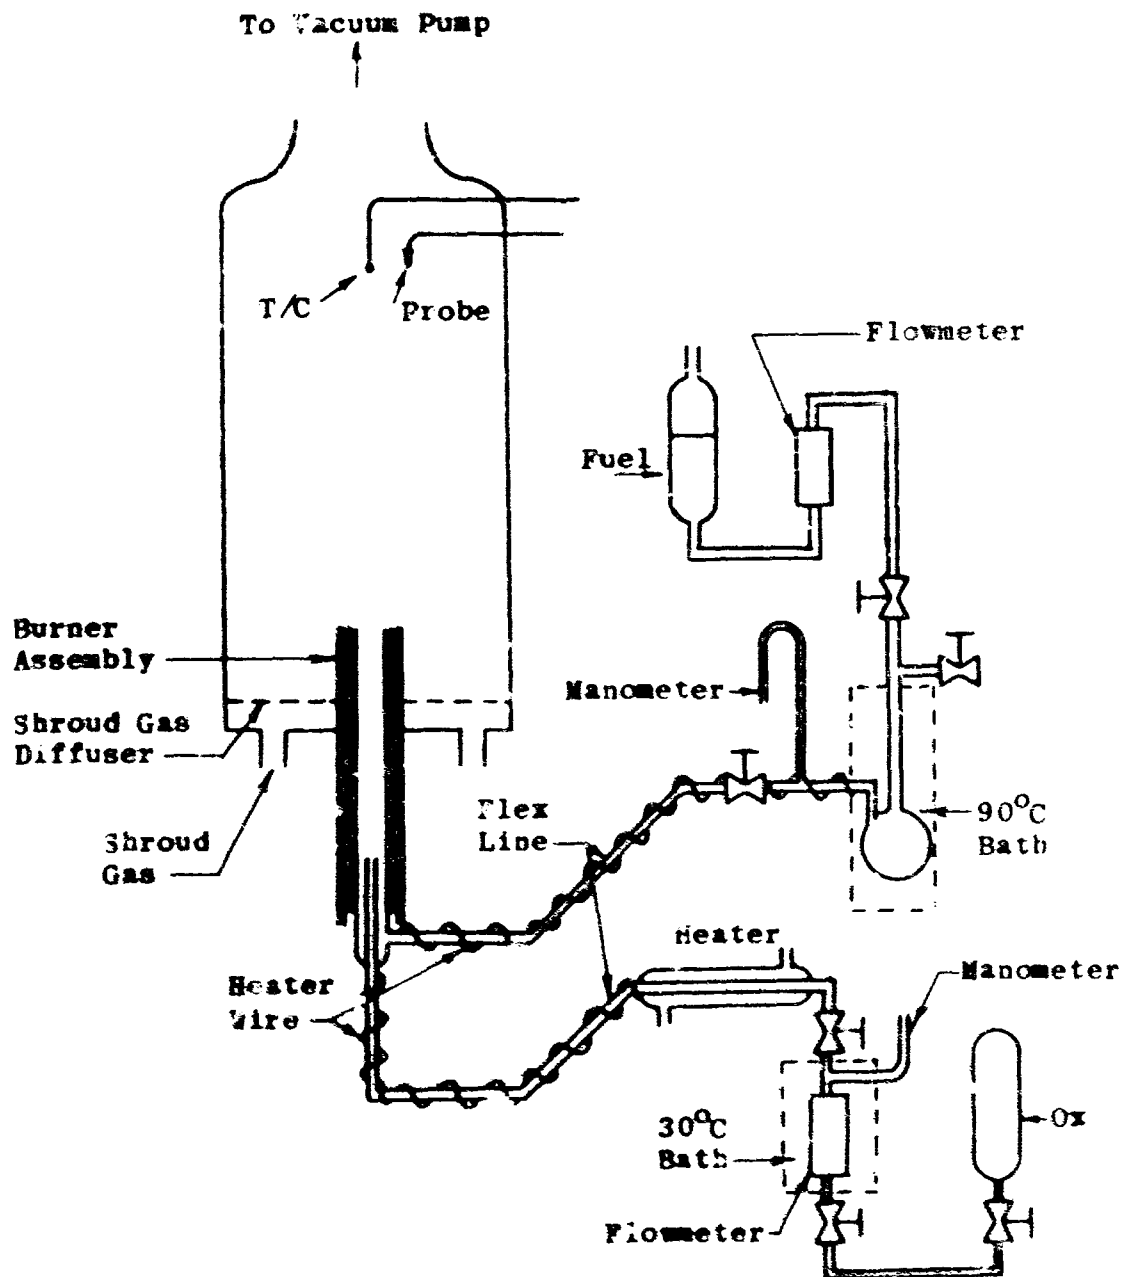 To Vacuum Pump
T/C
Probe
Flowmeter
Fuel
Burner
Assembly
Manometer
Shroud Gas
Diffuser
Flex
Line
90°C
Bath
Shroud
Gas
Heater
Manometer
Heater
Wire
30°C
Bath
Ox
Flowmeter